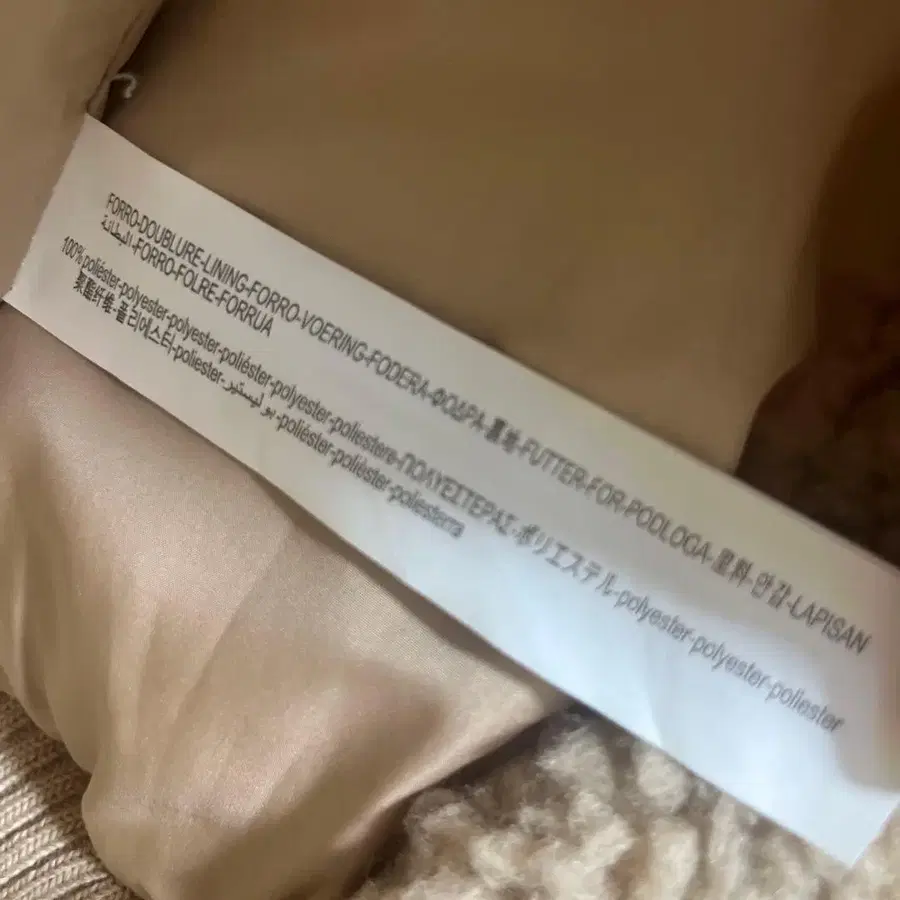 FORRO-DOUBLURE-LINING-FORRO-VOERING-FODERA-ΦΟΔΡΑ-裏地-FUTTER-FOR-PODLOGA-里料-안감-LAPISAN
البطانة-FORRO-FOLRE-FORRUA
100% poliéster-polyester-polyester-poliéster-polyester-poliestere-ΠΟΛΥΕΣΤΕΡΑΣ-ポリエステル-polyester-polyester-poliester
聚酯纤维-폴리에스터-poliester-بوليستير-poliéster-polièster-poliesterra